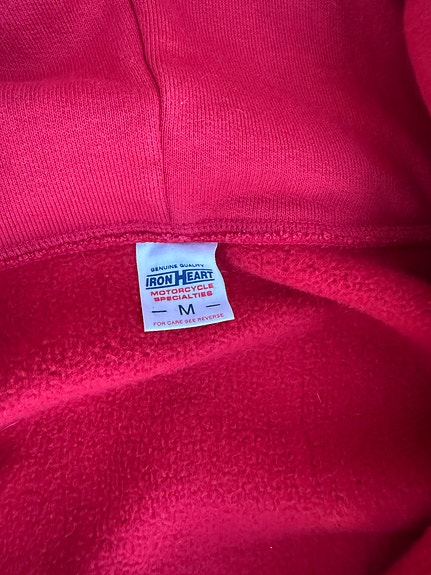 GENUINE QUALITY
IRON HEART
MOTORCYCLE
SPECIALTIES
— M —
FOR CARE SEE REVERSE